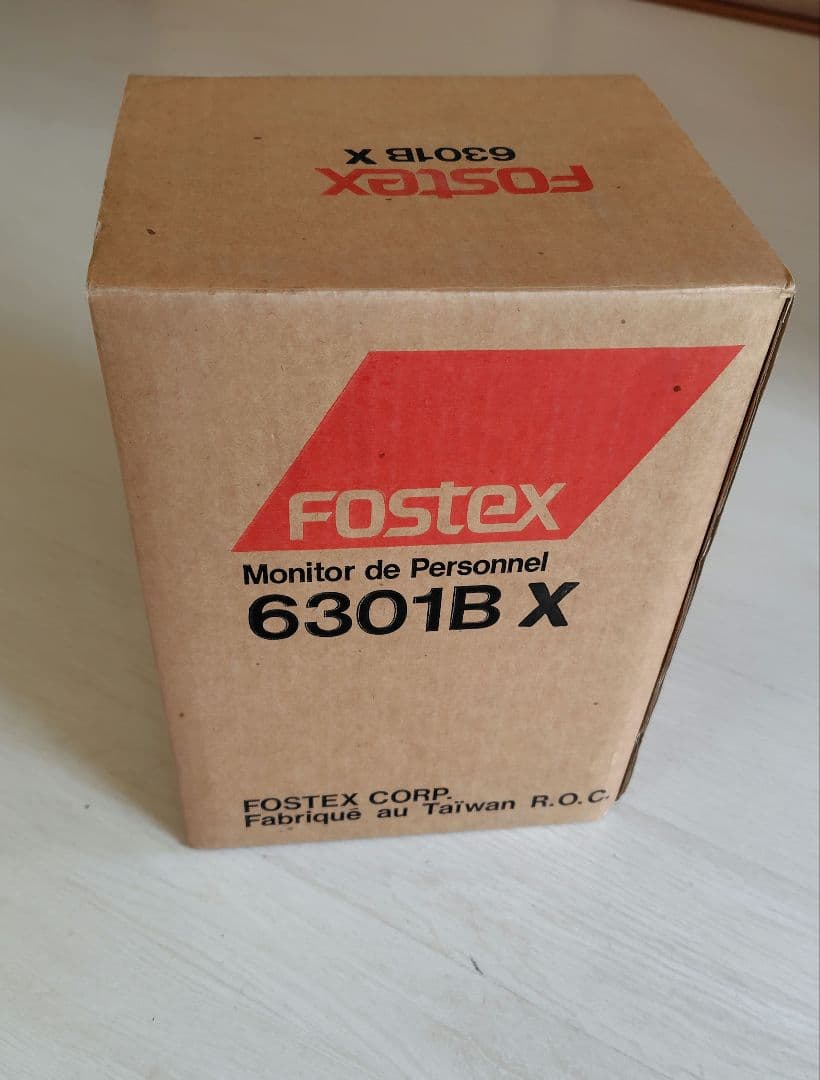 6301B X
FOSTEX
FOSTEX
Monitor de Personnel
6301B X
FOSTEX CORP.
Fabriqué au Taïwan R.O.C.